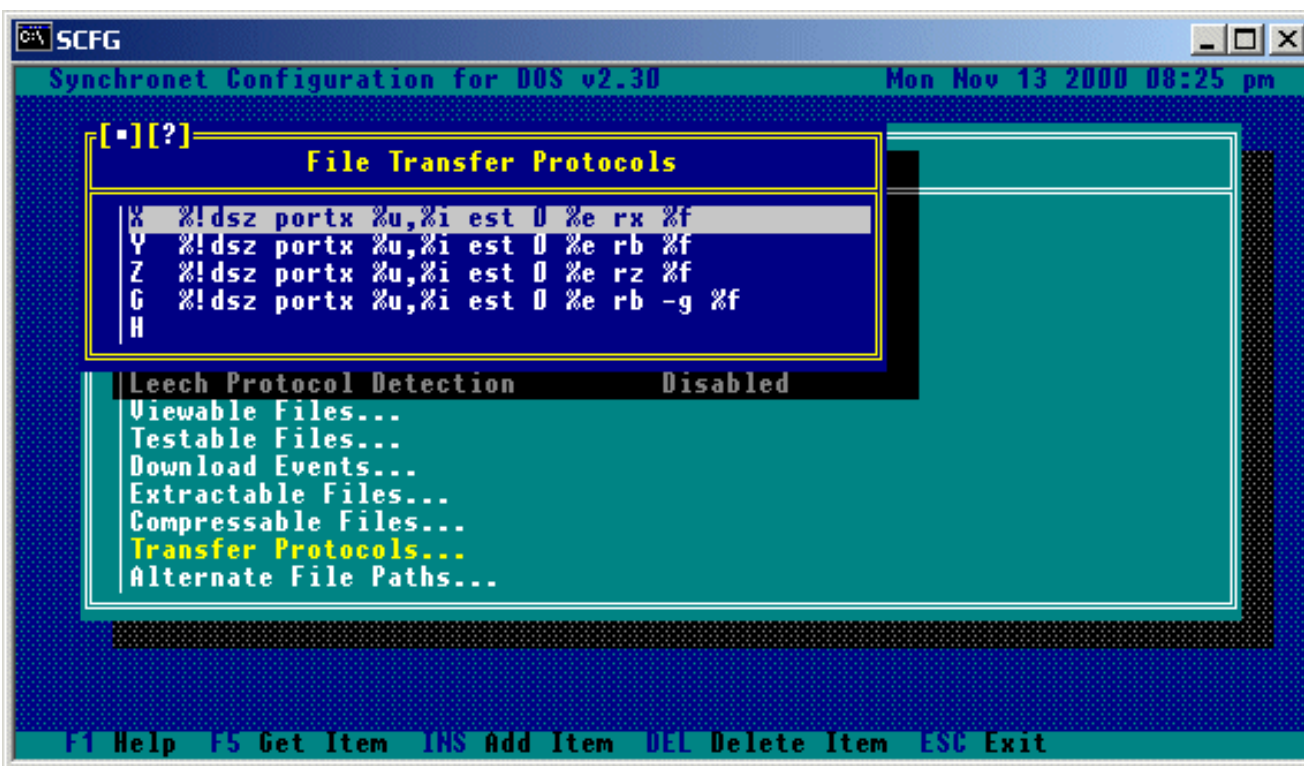 SCFG
Synchronet Configuration for DOS v2.30 Mon Nov 13 2000 08:25 pm
[▪][?]
File Transfer Protocols
X %!dsz portx %u,%i est 0 %e rx %f
Y %!dsz portx %u,%i est 0 %e rb %f
Z %!dsz portx %u,%i est 0 %e rz %f
G %!dsz portx %u,%i est 0 %e rb -g %f
H
Leech Protocol Detection Disabled
Viewable Files...
Testable Files...
Download Events...
Extractable Files...
Compressable Files...
Transfer Protocols...
Alternate File Paths...
F1 Help F5 Get Item INS Add Item DEL Delete Item ESC Exit